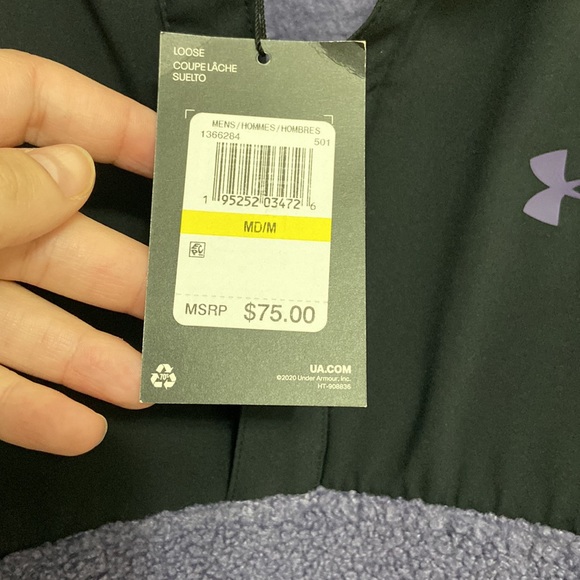 LOOSE
COUPE LÂCHE
SUELTO
MENS/HOMMES/HOMBRES
1366284 501
1 95252 03472 6
MD/M
MSRP $75.00
UA.COM
©2020 Under Armour, Inc.
HT-908836
70%